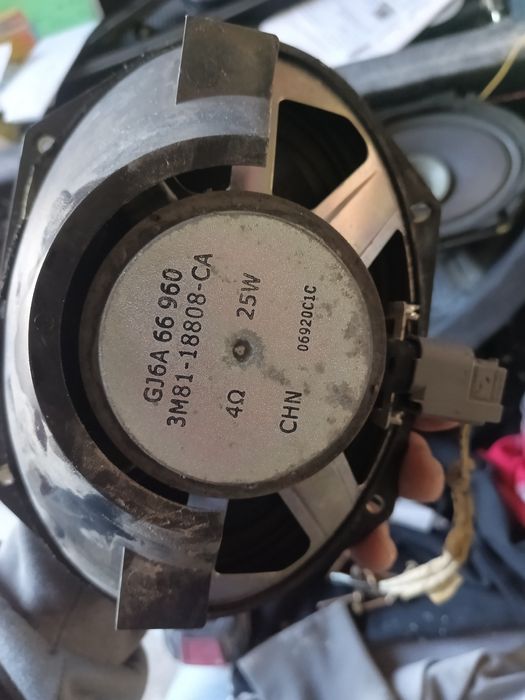 GJ6A 66 960
3M81-18808-CA
4Ω 25W
CHN 06920C1C